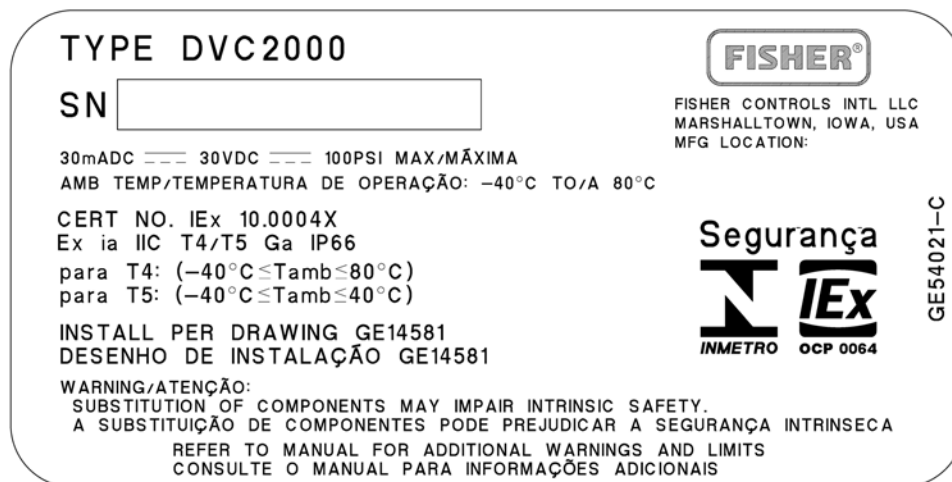 TYPE DVC2000
FISHER®
SN
FISHER CONTROLS INTL LLC
MARSHALLTOWN, IOWA, USA
MFG LOCATION:
30mADC ⎓ 30VDC ⎓ 100PSI MAX/MÁXIMA
AMB TEMP/TEMPERATURA DE OPERAÇÃO: –40°C TO/A 80°C
CERT NO. IEx 10.0004X
Ex ia IIC T4/T5 Ga IP66
para T4: (–40°C≤Tamb≤80°C)
para T5: (–40°C≤Tamb≤40°C)
Segurança
IEx
INMETRO OCP 0064
GE54021–C
INSTALL PER DRAWING GE14581
DESENHO DE INSTALAÇÃO GE14581
WARNING/ATENÇÃO:
SUBSTITUTION OF COMPONENTS MAY IMPAIR INTRINSIC SAFETY.
A SUBSTITUIÇÃO DE COMPONENTES PODE PREJUDICAR A SEGURANÇA INTRINSECA
REFER TO MANUAL FOR ADDITIONAL WARNINGS AND LIMITS
CONSULTE O MANUAL PARA INFORMAÇÕES ADICIONAIS